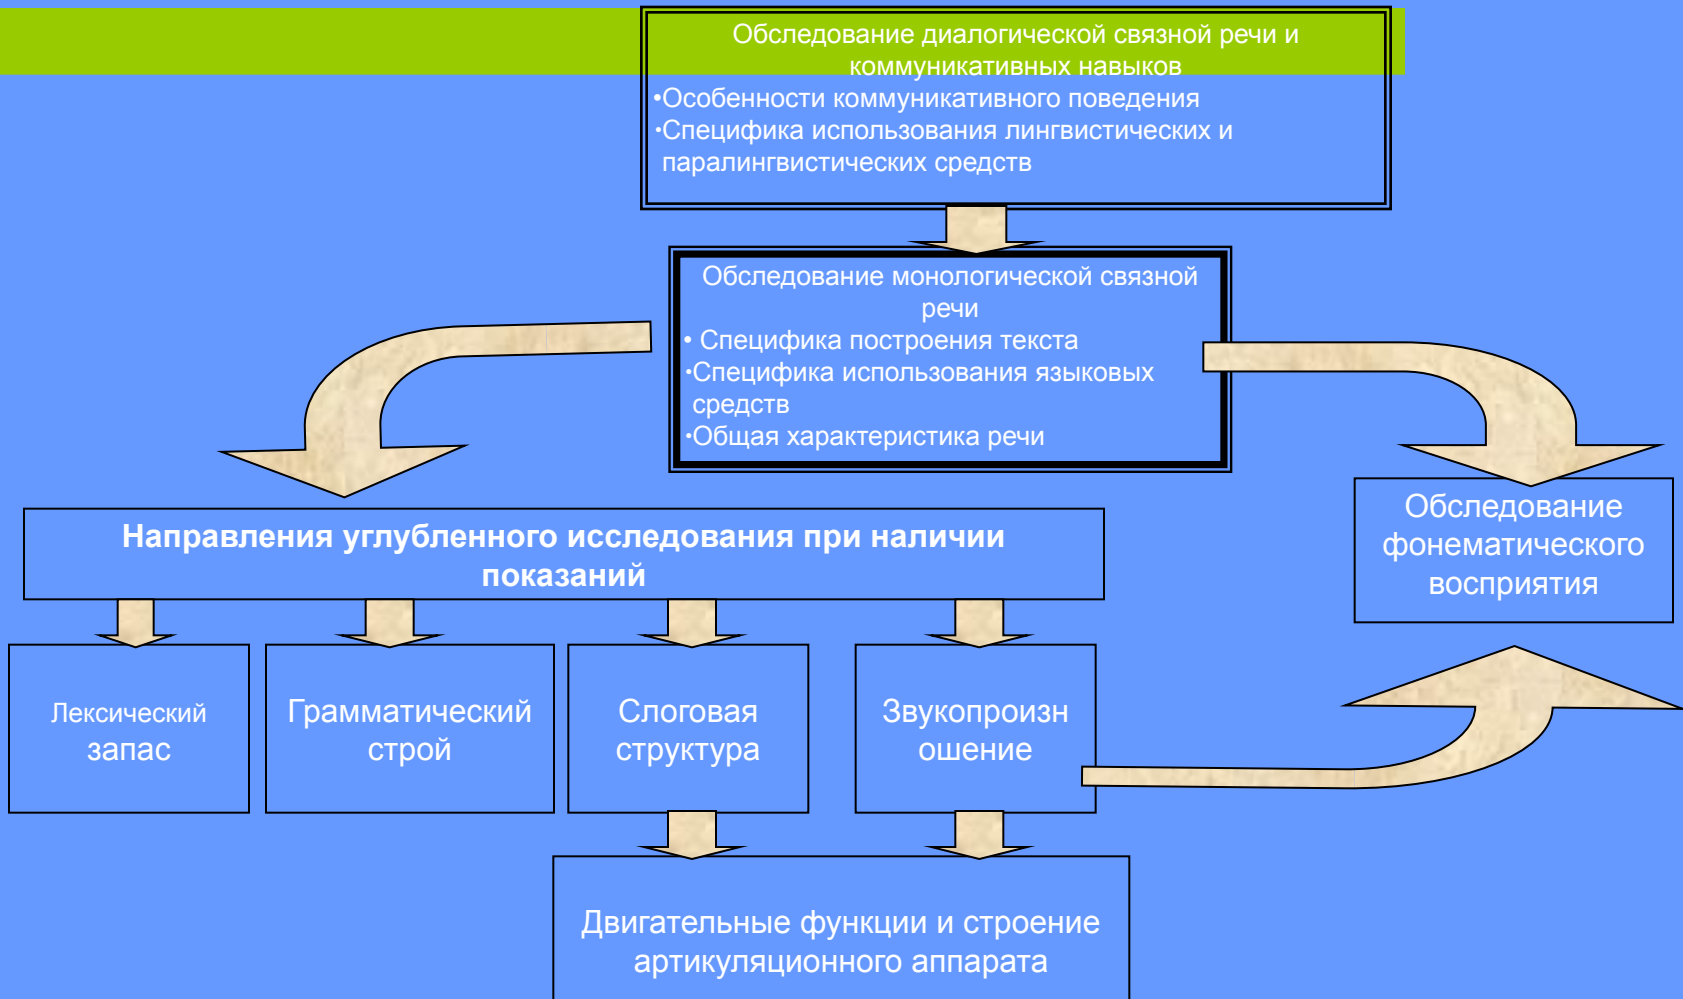 Обследование диалогической связной речи и
коммуникативных навыков
•Особенности коммуникативного поведения
•Специфика использования лингвистических и
паралингвистических средств
Обследование монологической связной
речи
• Специфика построения текста
•Специфика использования языковых
средств
•Общая характеристика речи
Направления углубленного исследования при наличии
показаний
Обследование
фонематического
восприятия
Лексический
запас
Грамматический
строй
Слоговая
структура
Звукопроизн
ошение
Двигательные функции и строение
артикуляционного аппарата